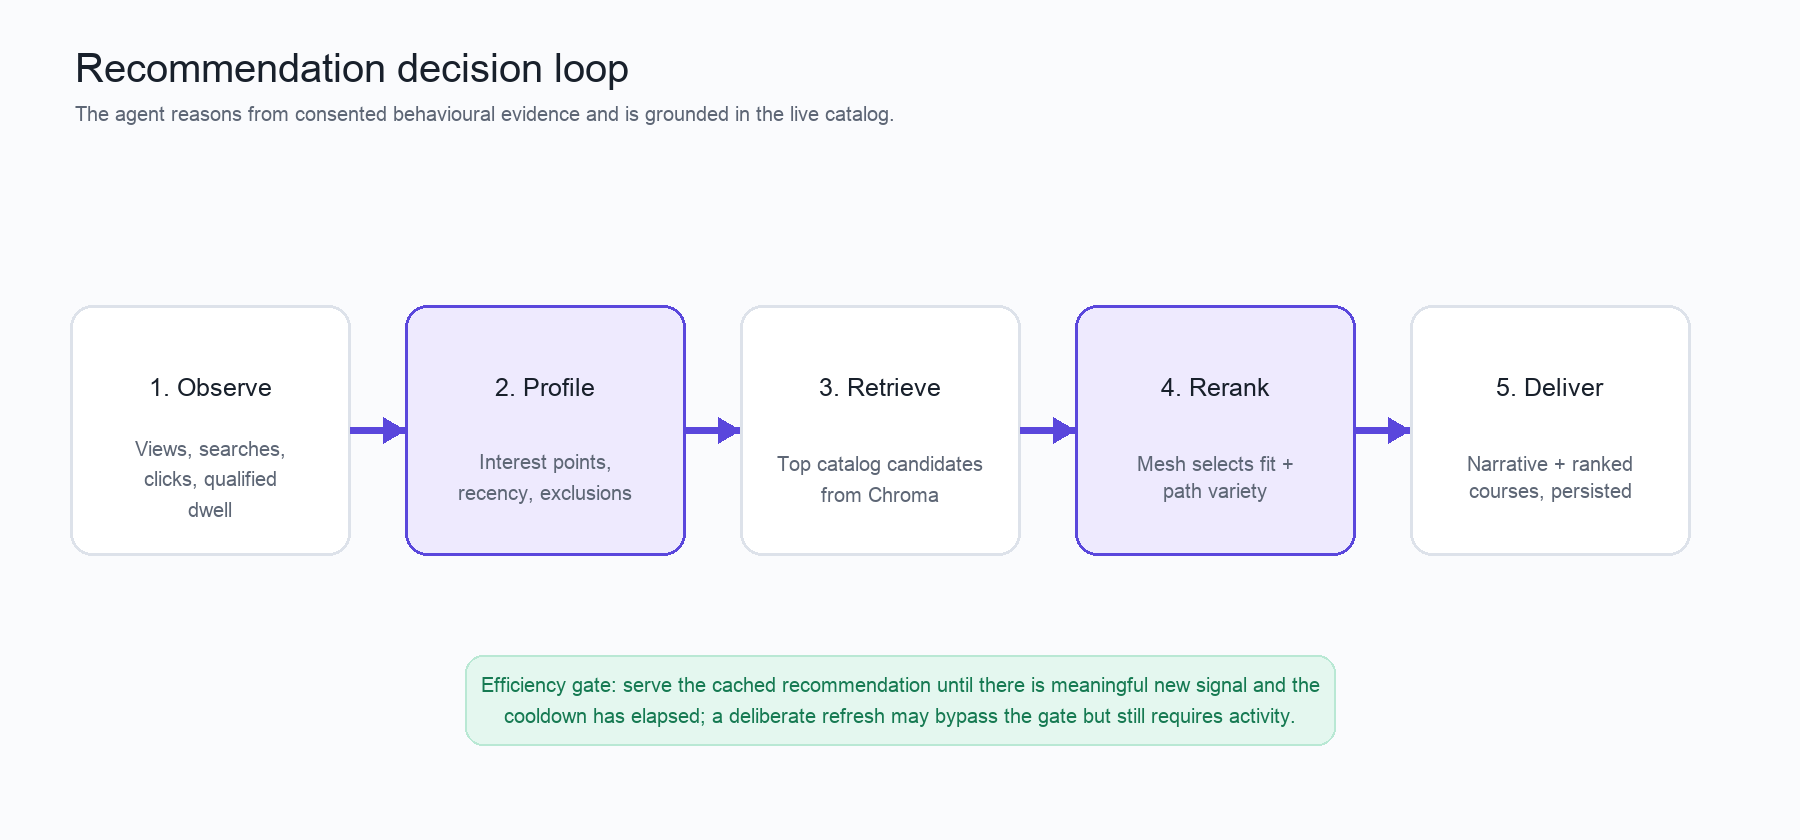 Recommendation decision loop
The agent reasons from consented behavioural evidence and is grounded in the live catalog.
1. Observe
Views, searches,
clicks, qualified
dwell
2. Profile
Interest points,
recency, exclusions
3. Retrieve
Top catalog candidates
from Chroma
4. Rerank
Mesh selects fit +
path variety
5. Deliver
Narrative + ranked
courses, persisted
Efficiency gate: serve the cached recommendation until there is meaningful new signal and the
cooldown has elapsed; a deliberate refresh may bypass the gate but still requires activity.